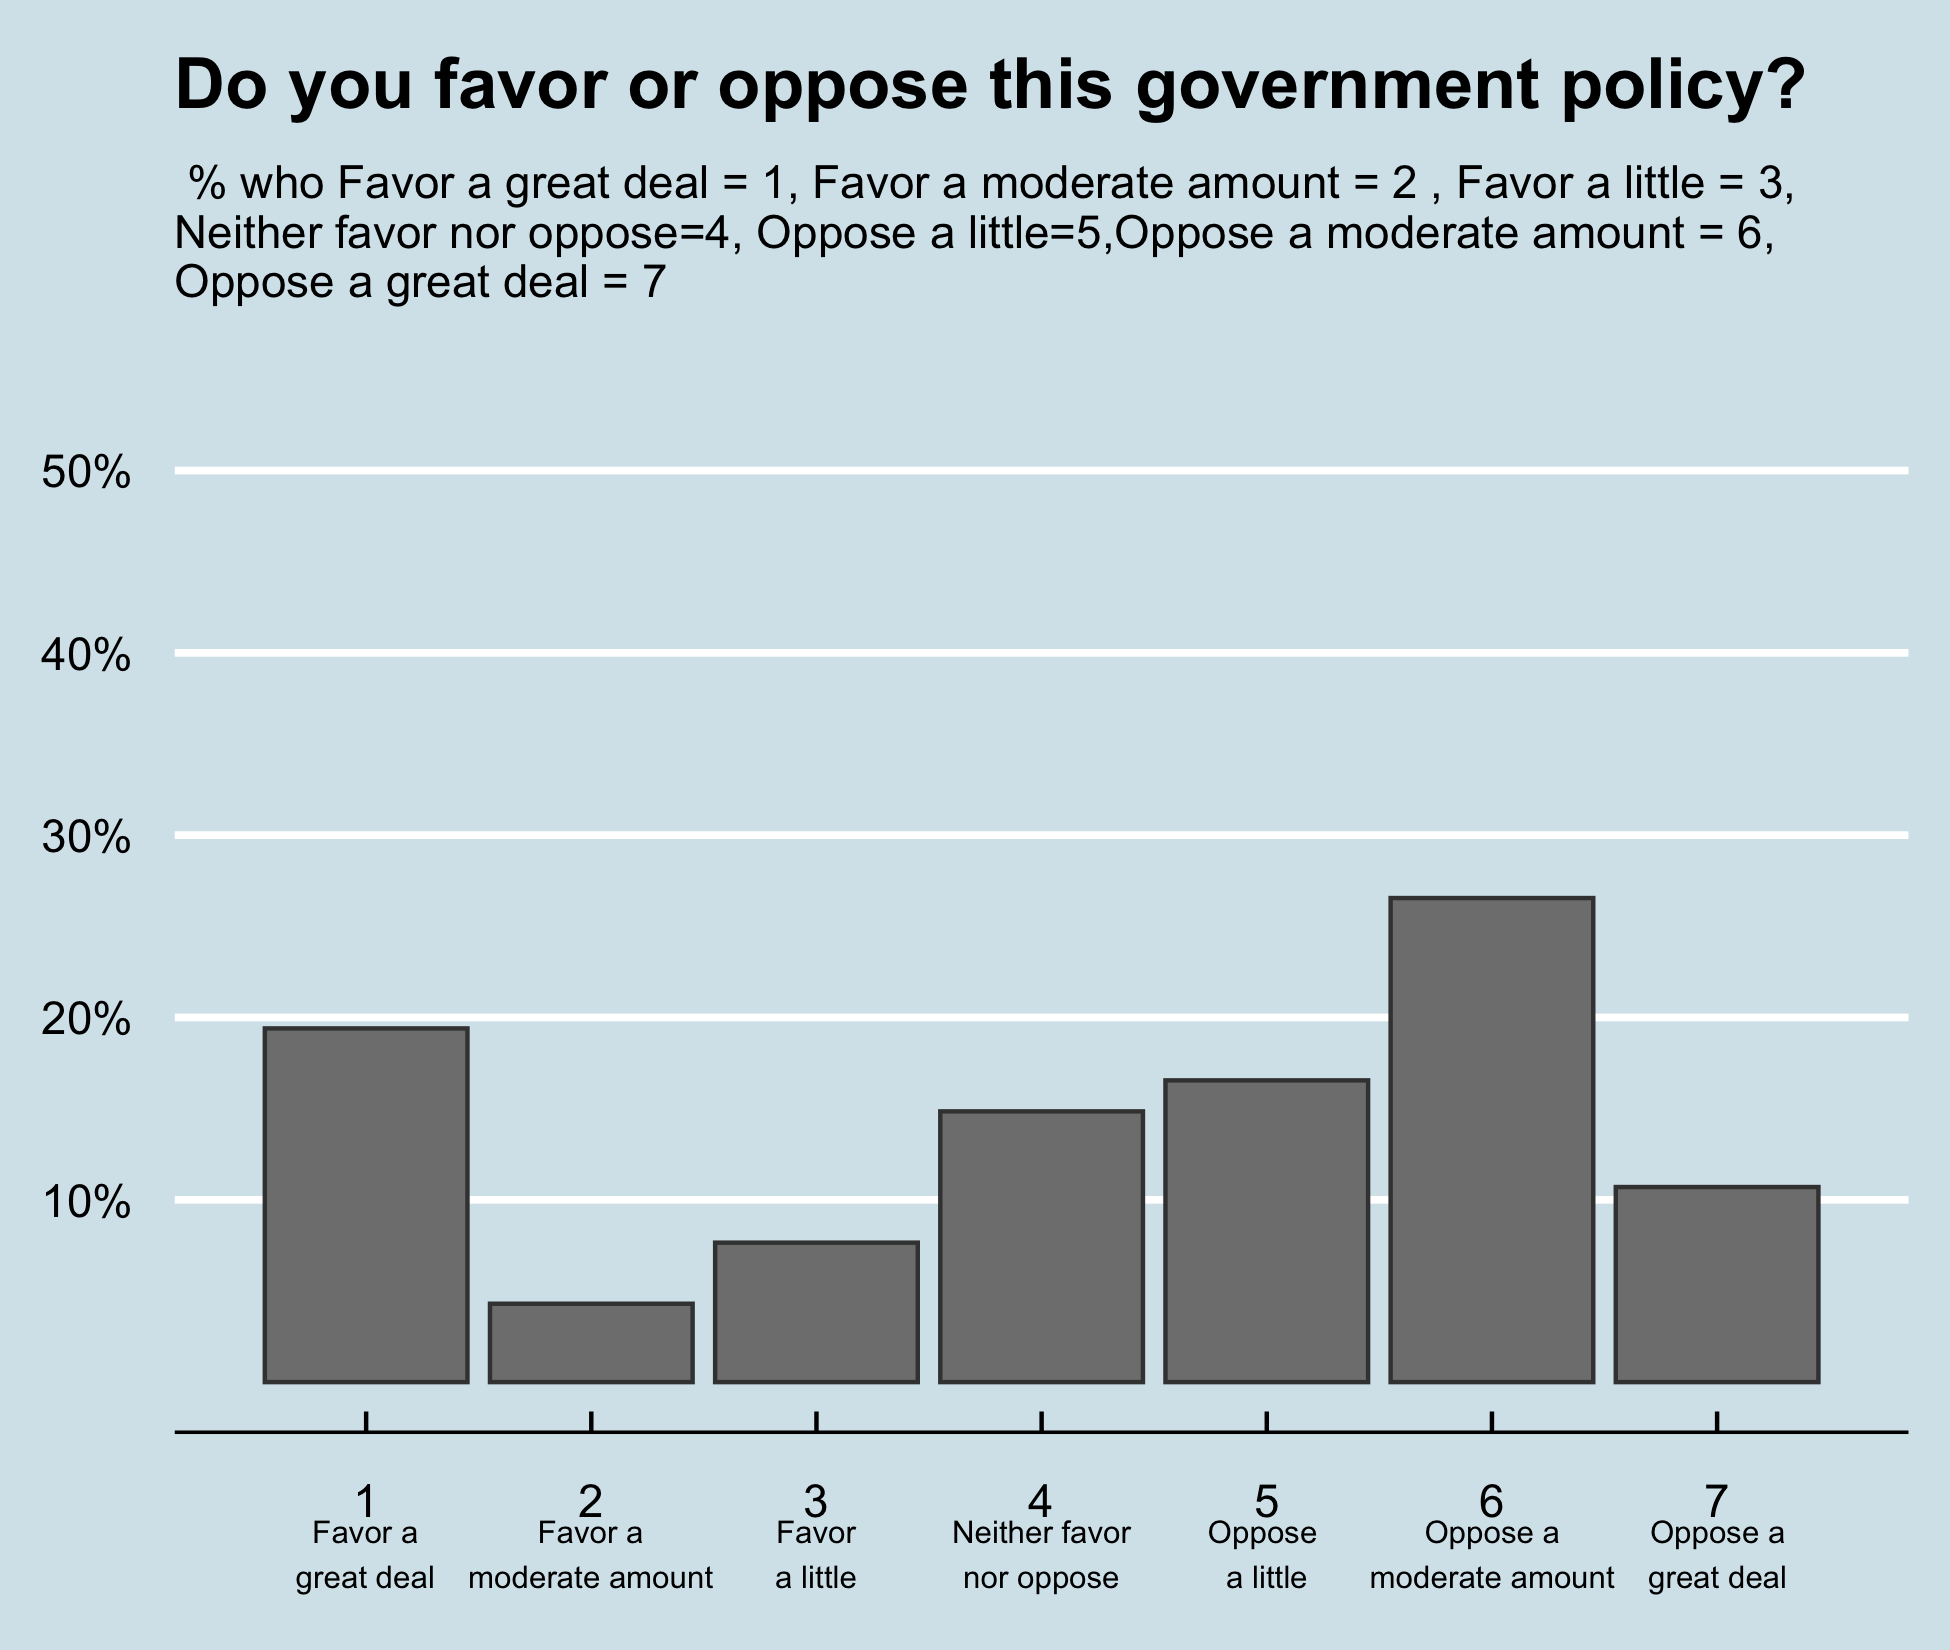 Do you favor or oppose this government policy?
% who Favor a great deal = 1, Favor a moderate amount = 2 , Favor a little = 3,
Neither favor nor oppose=4, Oppose a little=5,Oppose a moderate amount = 6,
Oppose a great deal = 7
50%
40%
30%
20%
10%
1 2 3 4 5 6 7
Favor a Favor a Favor Neither favor Oppose Oppose a Oppose a
great deal moderate amount a little nor oppose a little moderate amount great deal